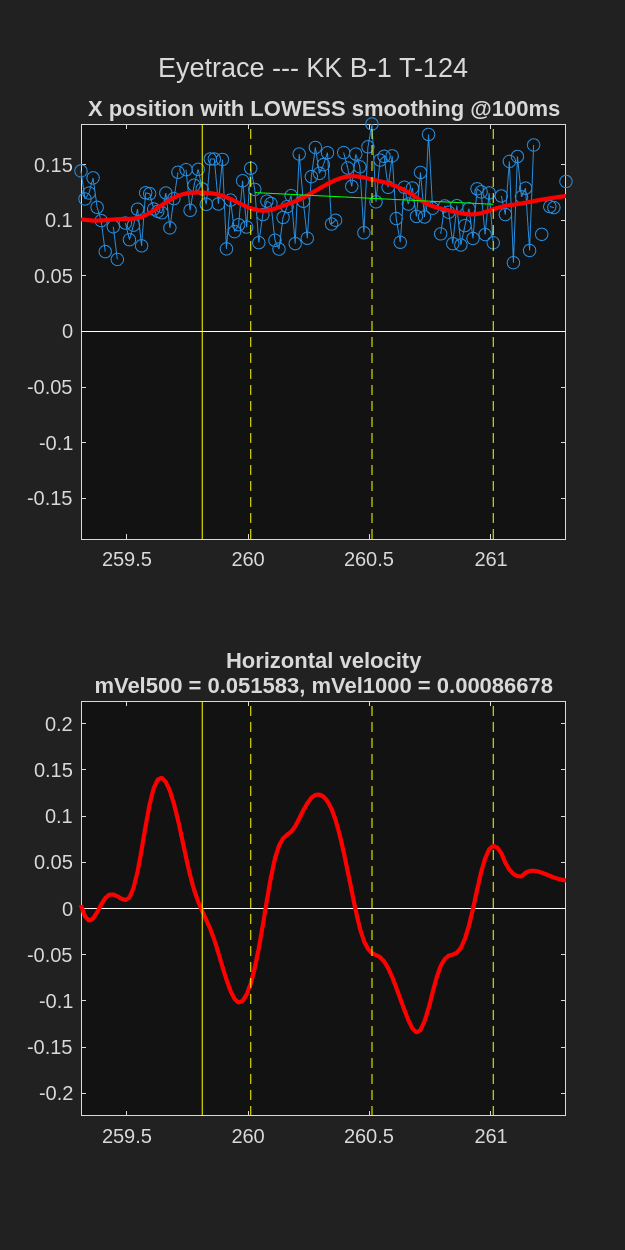 Eyetrace --- KK B-1 T-124
X position with LOWESS smoothing @100ms
0.15
0.1
0.05
0
-0.05
-0.1
-0.15
259.5 260 260.5 261
Horizontal velocity
mVel500 = 0.051583, mVel1000 = 0.00086678
0.2
0.15
0.1
0.05
0
-0.05
-0.1
-0.15
-0.2
259.5 260 260.5 261